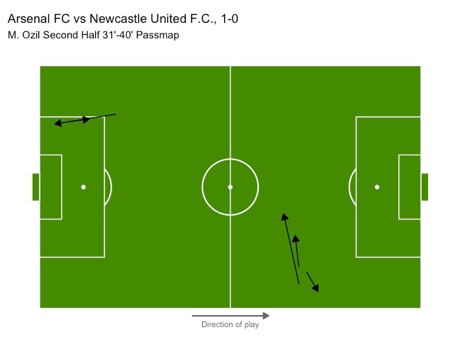 Arsenal FC vs Newcastle United F.C., 1-0
M. Ozil Second Half 31'-40' Passmap
Direction of play